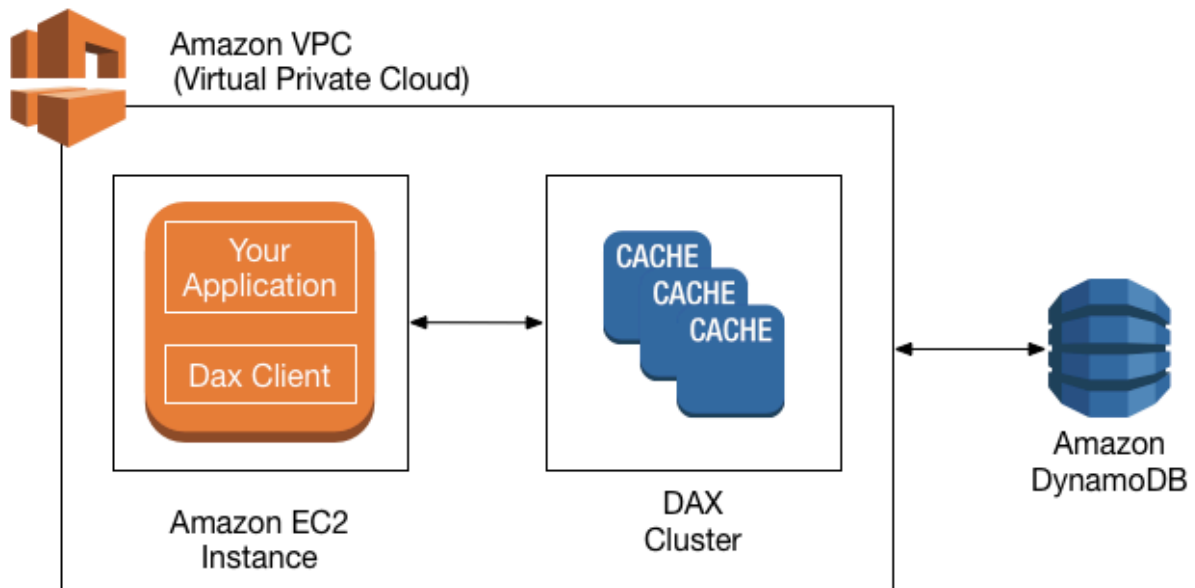 Amazon VPC
(Virtual Private Cloud)
Your
Application
Dax Client
Amazon EC2
Instance
CACHE
CACHE
CACHE
DAX
Cluster
Amazon
DynamoDB